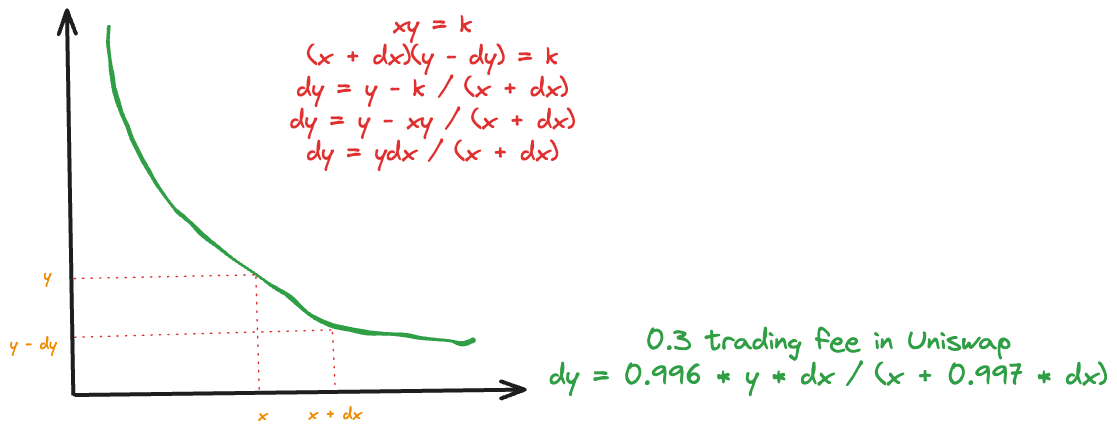 xy = k
(x + dx)(y - dy) = k
dy = y - k / (x + dx)
dy = y - xy / (x + dx)
dy = ydx / (x + dx)
y
y - dy
x
x + dx
0.3 trading fee in Uniswap
dy = 0.996 * y * dx / (x + 0.997 * dx)